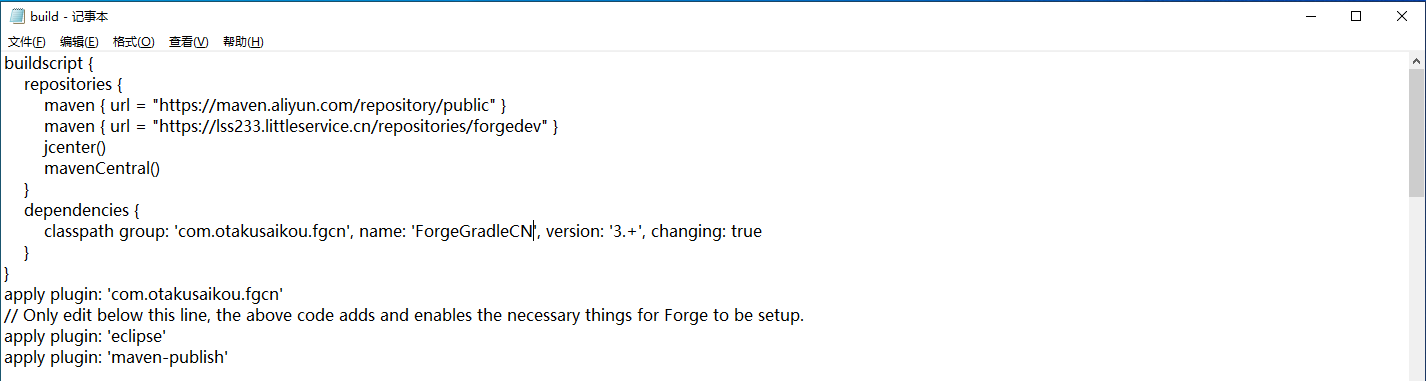 build - 记事本
文件(F) 编辑(E) 格式(O) 查看(V) 帮助(H)
buildscript {
    repositories {
        maven { url = "https://maven.aliyun.com/repository/public" }
        maven { url = "https://lss233.littleservice.cn/repositories/forgedev" }
        jcenter()
        mavenCentral()
    }
    dependencies {
        classpath group: 'com.otakusaikou.fgcn', name: 'ForgeGradleCN', version: '3.+', changing: true
    }
}
apply plugin: 'com.otakusaikou.fgcn'
// Only edit below this line, the above code adds and enables the necessary things for Forge to be setup.
apply plugin: 'eclipse'
apply plugin: 'maven-publish'